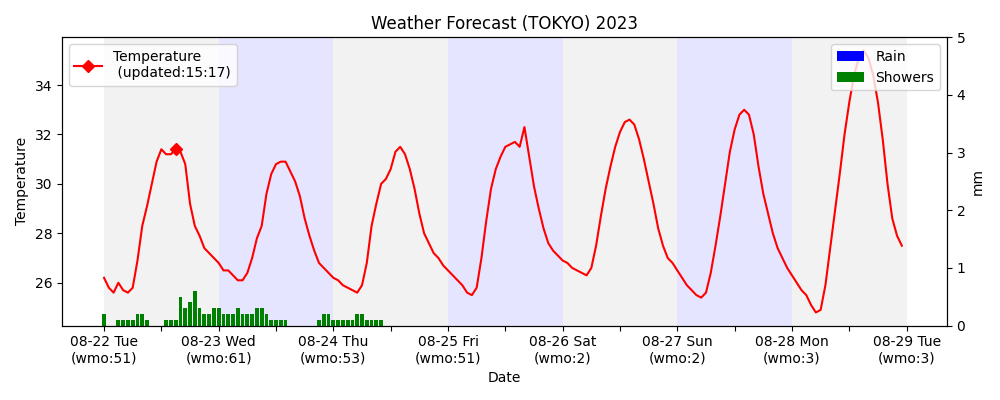 Weather Forecast (TOKYO) 2023
Temperature
(updated:15:17)
Rain
Showers
Temperature
34
32
30
28
26
5
4
3
2
1
0
mm
08-22 Tue
(wmo:51)
08-23 Wed
(wmo:61)
08-24 Thu
(wmo:53)
08-25 Fri
(wmo:51)
08-26 Sat
(wmo:2)
08-27 Sun
(wmo:2)
08-28 Mon
(wmo:3)
08-29 Tue
(wmo:3)
Date